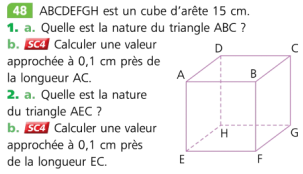 48 ABCDEFGH est un cube d'arête 15 cm.
1. a. Quelle est la nature du triangle ABC ?
b. SC4 Calculer une valeur
approchée à 0,1 cm près de
la longueur AC.
2. a. Quelle est la nature
du triangle AEC ?
b. SC4 Calculer une valeur
approchée à 0,1 cm près
de la longueur EC.
D C
A B
H G
E F